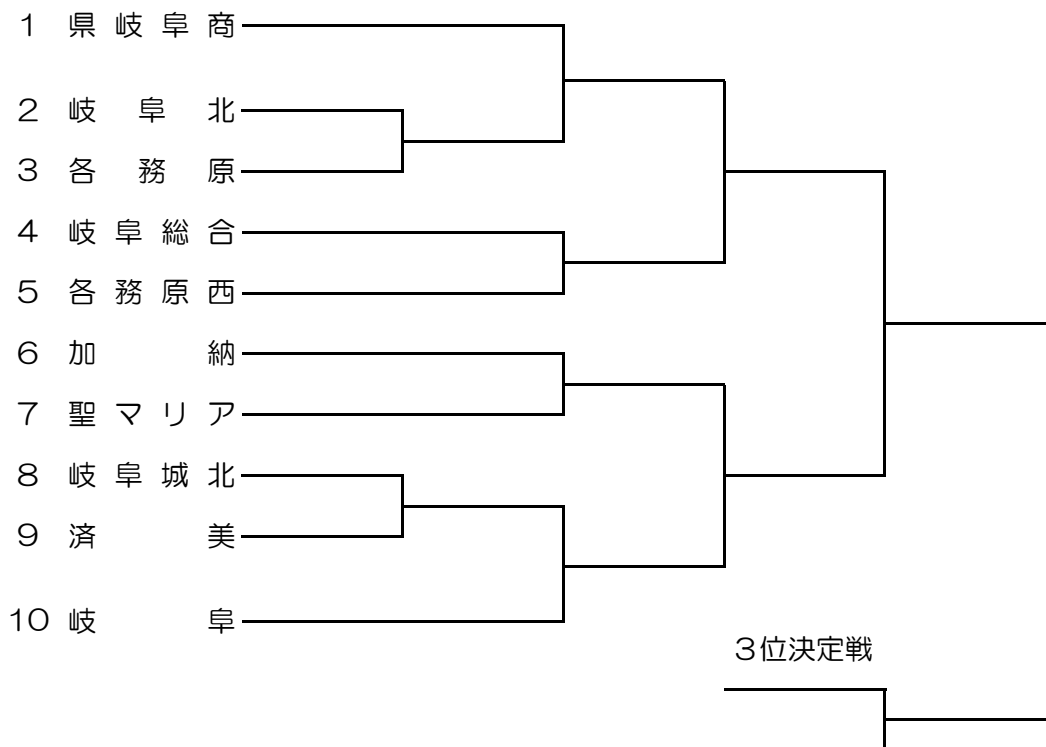 1 県岐阜商
2 岐阜北
3 各務原
4 岐阜総合
5 各務原西
6 加納
7 聖マリア
8 岐阜城北
9 済美
10 岐阜
3位決定戦